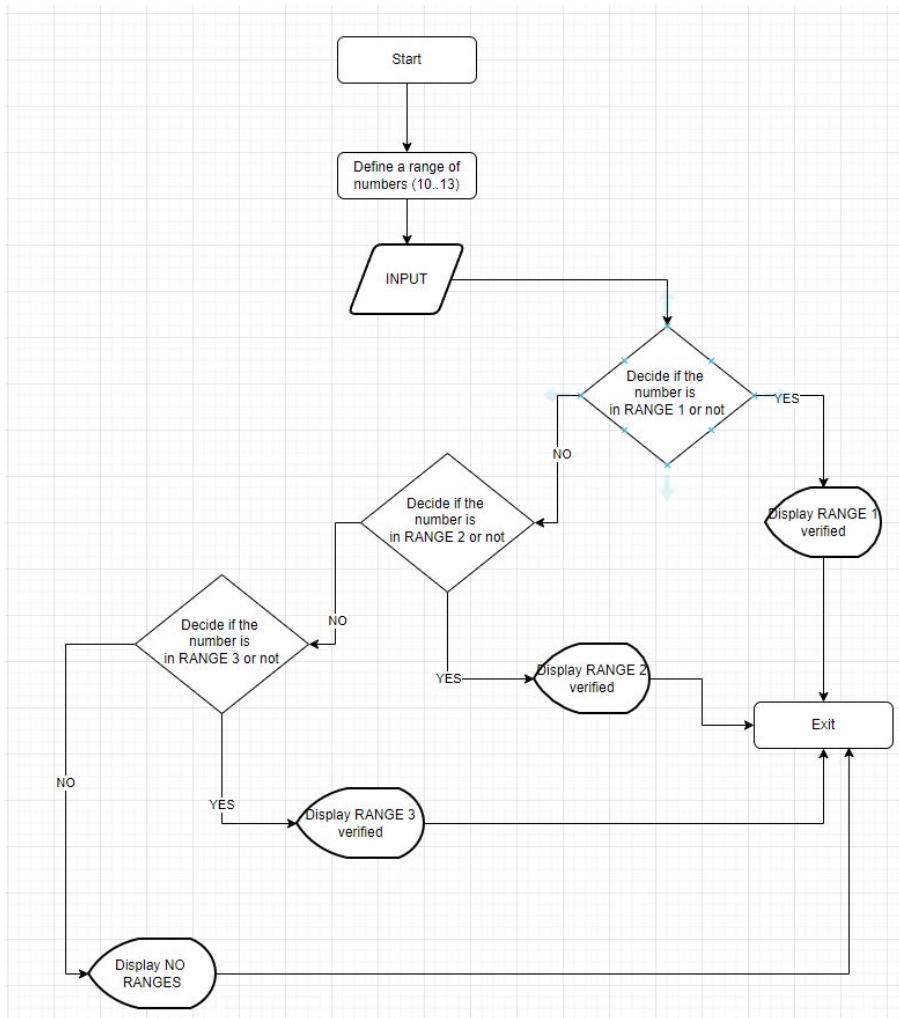 Start
Define a range of
numbers (10..13)
INPUT
Decide if the
number is
in RANGE 1 or not
YES
NO
Decide if the
number is
in RANGE 2 or not
Display RANGE 1
verified
NO
Decide if the
number is
in RANGE 3 or not
YES
Display RANGE 2
verified
Exit
NO
YES
Display RANGE 3
verified
Display NO
RANGES